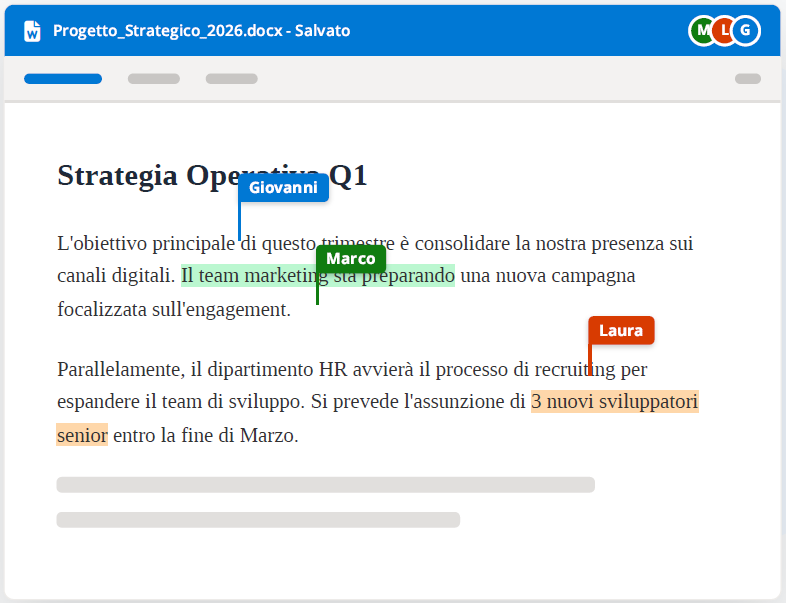 Progetto_Strategico_2026.docx - Salvato
M L G
Strategia Operativa Q1
Giovanni
L'obiettivo principale di questo trimestre è consolidare la nostra presenza sui
Marco
canali digitali. Il team marketing sta preparando una nuova campagna
focalizzata sull'engagement.
Laura
Parallelamente, il dipartimento HR avvierà il processo di recruiting per
espandere il team di sviluppo. Si prevede l'assunzione di 3 nuovi sviluppatori
senior entro la fine di Marzo.